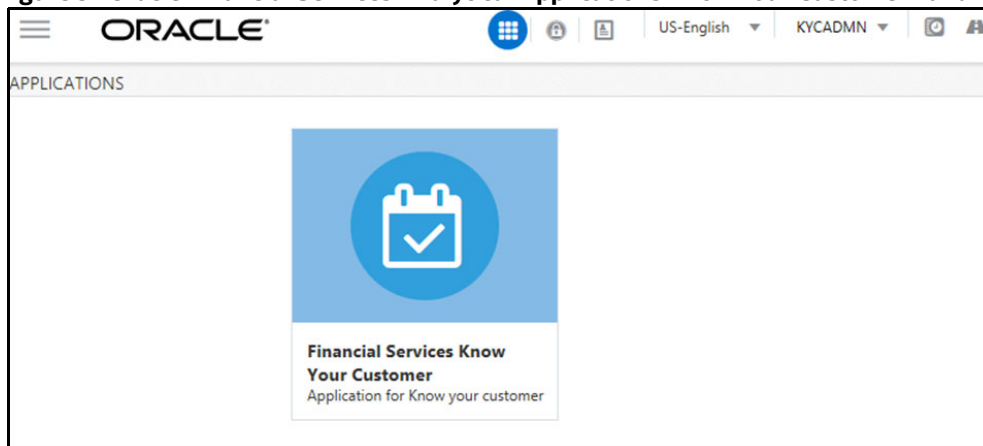 ORACLE®
US-English
KYCADMN
APPLICATIONS
Financial Services Know
Your Customer
Application for Know your customer